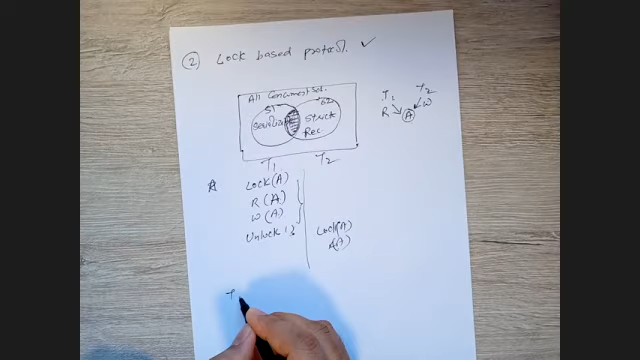 ② Lock based protocol. ✓
All Concurrent Sch.
S1 S2
Serializable Strict
Rec
T1 T2
R A W
T1 T2
A Lock(A)
R(A)
W(A)
Unlock Lock(A)
R(A)
T